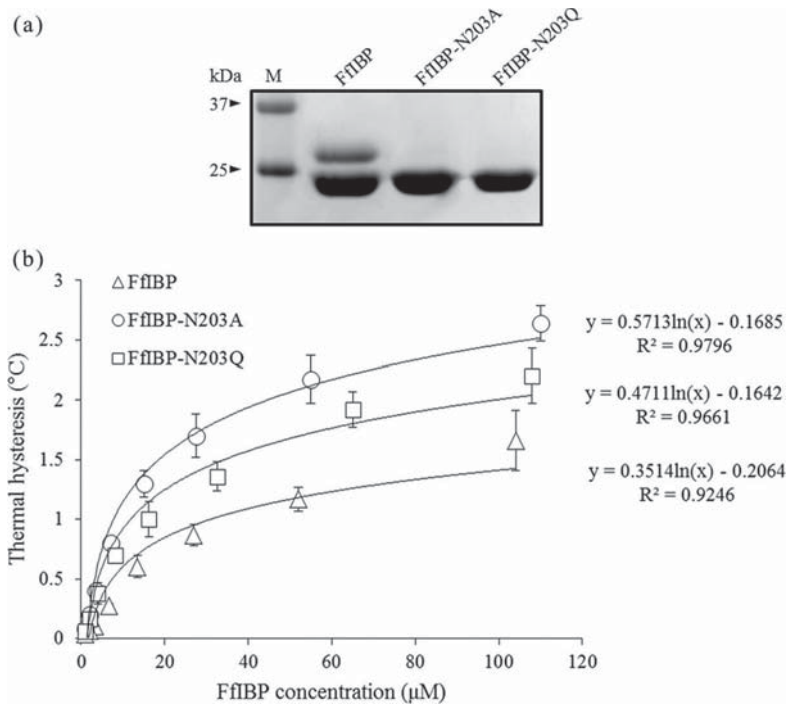 (a)
kDa M FfIBP FfIBP-N203A FfIBP-N203Q
37
25
(b)
FfIBP
FfIBP-N203A
FfIBP-N203Q
Thermal hysteresis (°C)
3
2.5
2
1.5
1
0.5
0
0 20 40 60 80 100 120
FfIBP concentration (μM)
y = 0.5713ln(x) - 0.1685
R² = 0.9796
y = 0.4711ln(x) - 0.1642
R² = 0.9661
y = 0.3514ln(x) - 0.2064
R² = 0.9246